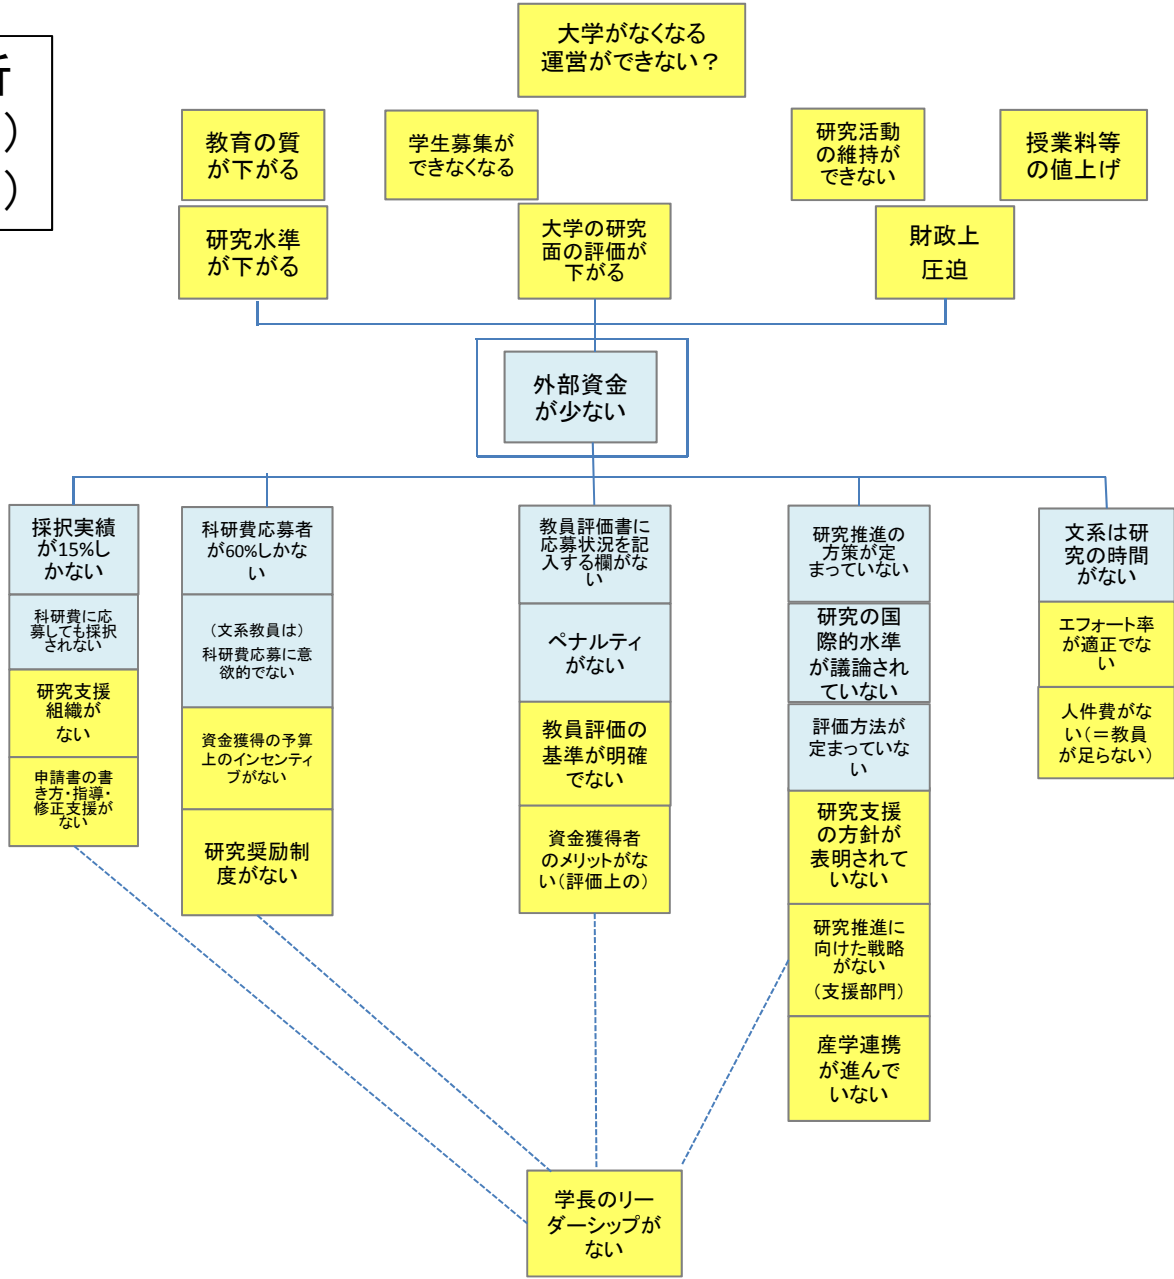 大学がなくなる
運営ができない？
析
）
）
教育の質
が下がる
学生募集が
できなくなる
研究活動
の維持が
できない
授業料等
の値上げ
研究水準
が下がる
大学の研究
面の評価が
下がる
財政上
圧迫
外部資金
が少ない
採択実績
が15%し
かない
科研費に応
募しても採択
されない
研究支援
組織が
ない
申請書の書
き方・指導・
修正支援が
ない
科研費応募者
が60%しかな
い
（文系教員は）
科研費応募に意
欲的でない
資金獲得の予算
上のインセンティ
ブがない
研究奨励制
度がない
教員評価書に
応募状況を記
入する欄がな
い
ペナルティ
がない
教員評価の
基準が明確
でない
資金獲得者
のメリットがな
い（評価上の）
研究推進の
方策が定
まっていない
研究の国
際的水準
が議論され
ていない
評価方法が
定まっていな
い
研究支援
の方針が
表明されて
いない
研究推進に
向けた戦略
がない
（支援部門）
産学連携
が進んで
いない
文系は研
究の時間
がない
エフォート率
が適正でな
い
人件費がな
い（＝教員
が足らない）
学長のリー
ダーシップが
ない